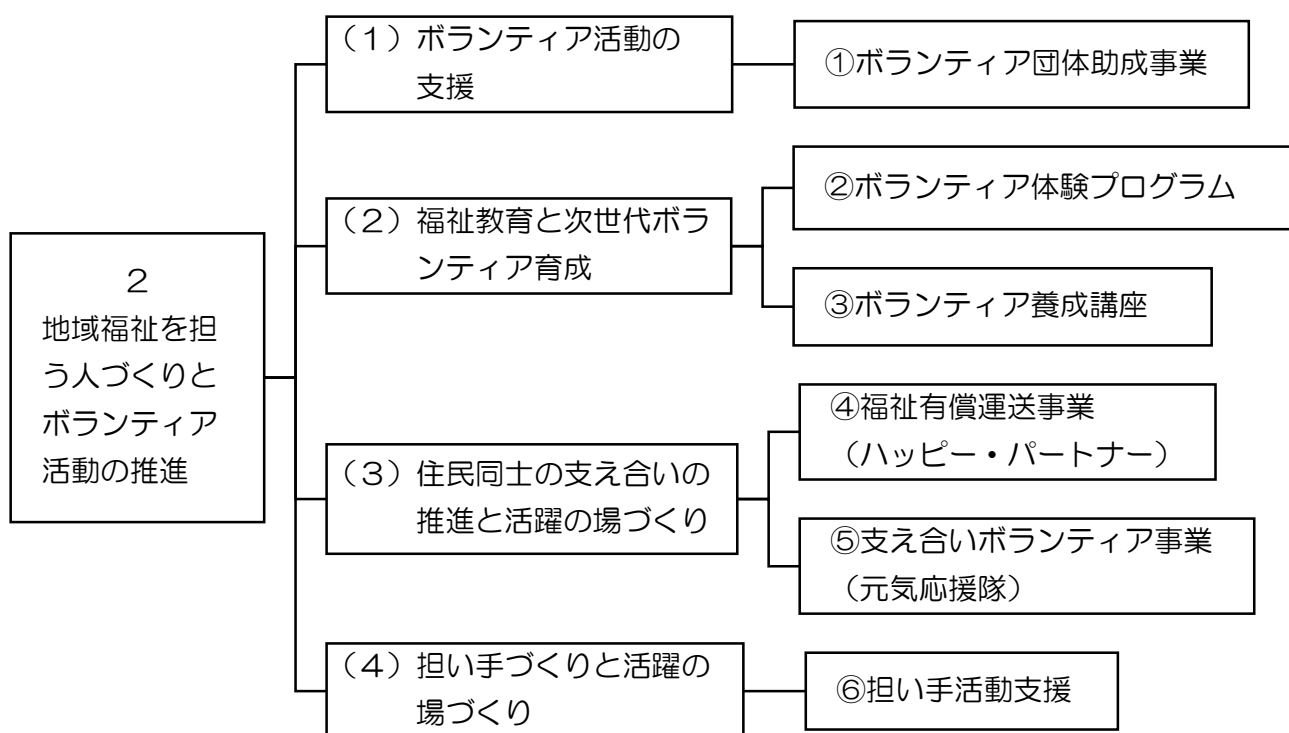 2
地域福祉を担
う人づくりと
ボランティア
活動の推進
（1）ボランティア活動の
支援
①ボランティア団体助成事業
（2）福祉教育と次世代ボラ
ンティア育成
②ボランティア体験プログラム
③ボランティア養成講座
（3）住民同士の支え合いの
推進と活躍の場づくり
④福祉有償運送事業
（ハッピー・パートナー）
⑤支え合いボランティア事業
（元気応援隊）
（4）担い手づくりと活躍の
場づくり
⑥担い手活動支援